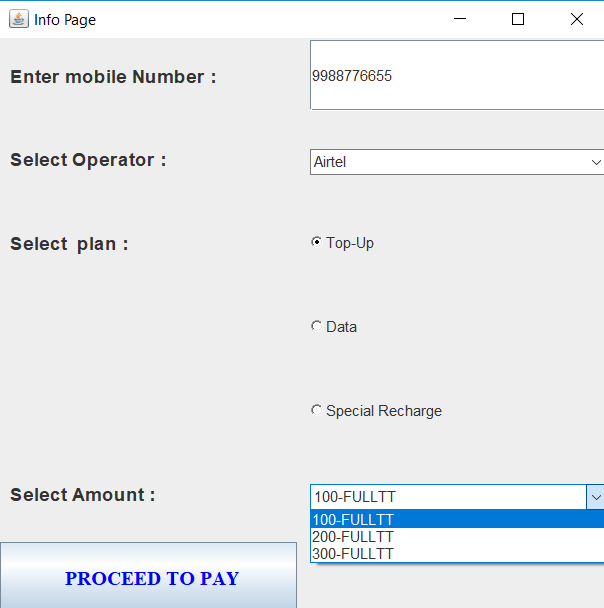 Info Page
Enter mobile Number :
9988776655
Select Operator :
Airtel
Select  plan :
Top-Up
Data
Special Recharge
Select Amount :
100-FULLTT
100-FULLTT
200-FULLTT
300-FULLTT
PROCEED TO PAY